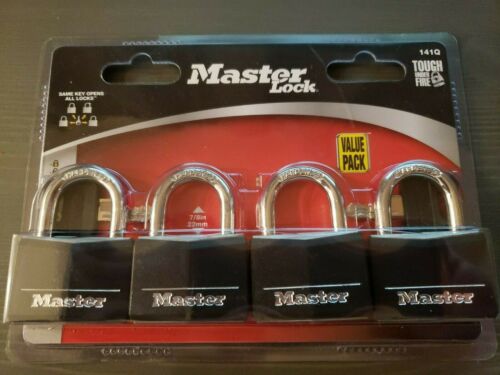 141Q
Master
Lock
SAME KEY OPENS
ALL LOCKS
TOUGH
UNDER
FIRE
VALUE
PACK
7/8in
22mm
Master
Master
Master
Master